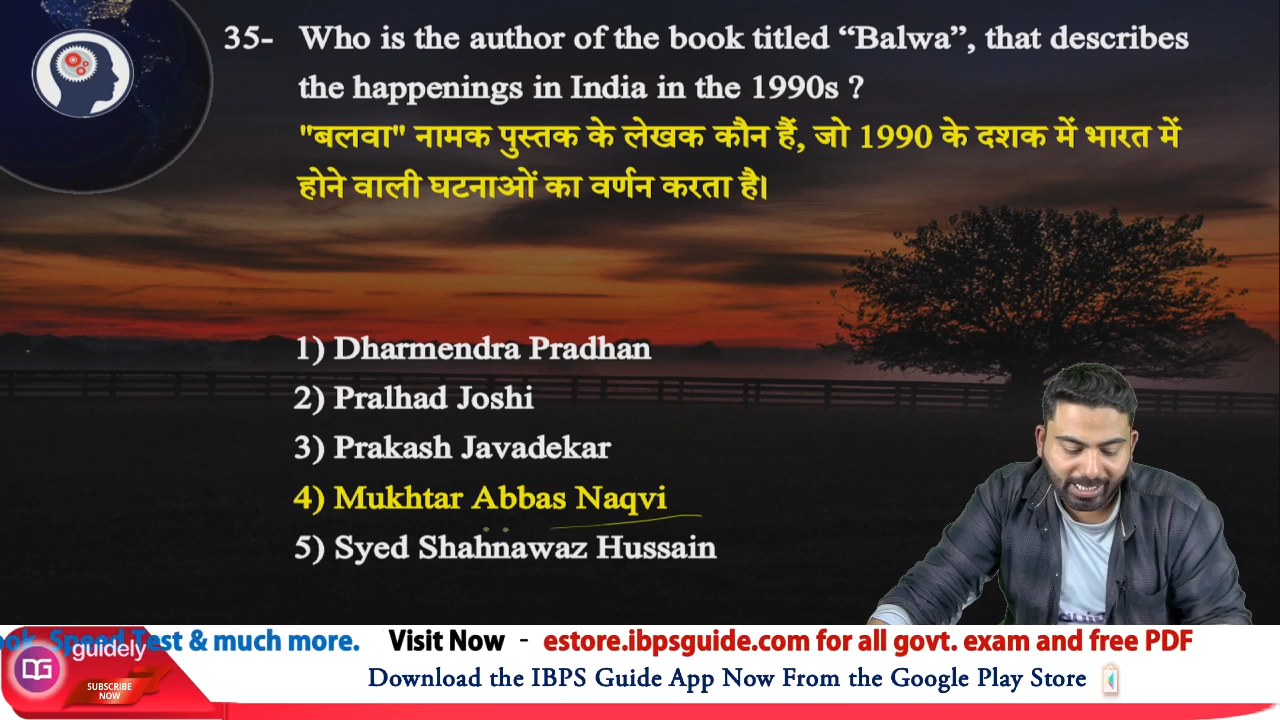 35- Who is the author of the book titled “Balwa”, that describes
the happenings in India in the 1990s ?
"बलवा" नामक पुस्तक के लेखक कौन हैं, जो 1990 के दशक में भारत में
होने वाली घटनाओं का वर्णन करता है।
1) Dharmendra Pradhan
2) Pralhad Joshi
3) Prakash Javadekar
4) Mukhtar Abbas Naqvi
5) Syed Shahnawaz Hussain
Speed Test & much more. Visit Now - estore.ibpsguide.com for all govt. exam and free PDF
guidely
SUBSCRIBE
NOW
Download the IBPS Guide App Now From the Google Play Store